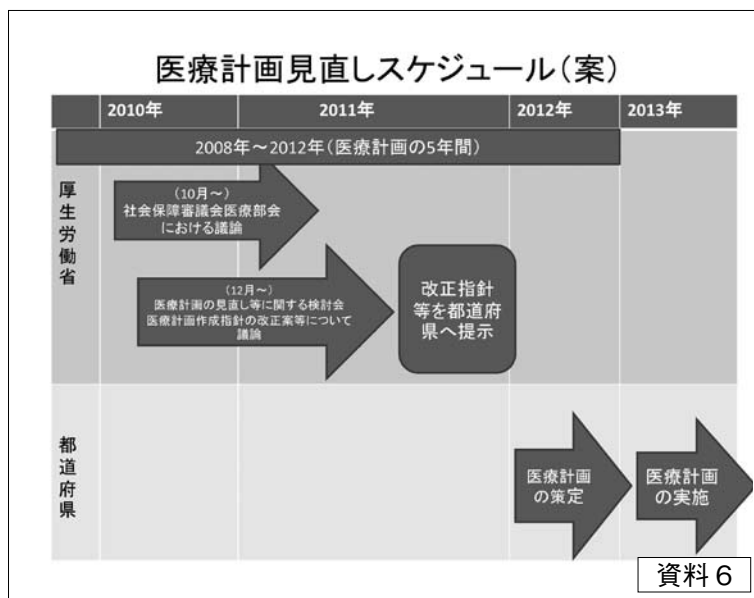 医療計画見直しスケジュール（案）
2010年
2011年
2012年
2013年
2008年～2012年（医療計画の5年間）
厚生労働省
（10月～）
社会保障審議会医療部会
における議論
（12月～）
医療計画の見直し等に関する検討会
医療計画作成指針の改正案等について
議論
改正指針
等を都道府
県へ提示
都道府県
医療計画
の策定
医療計画
の実施
資料６